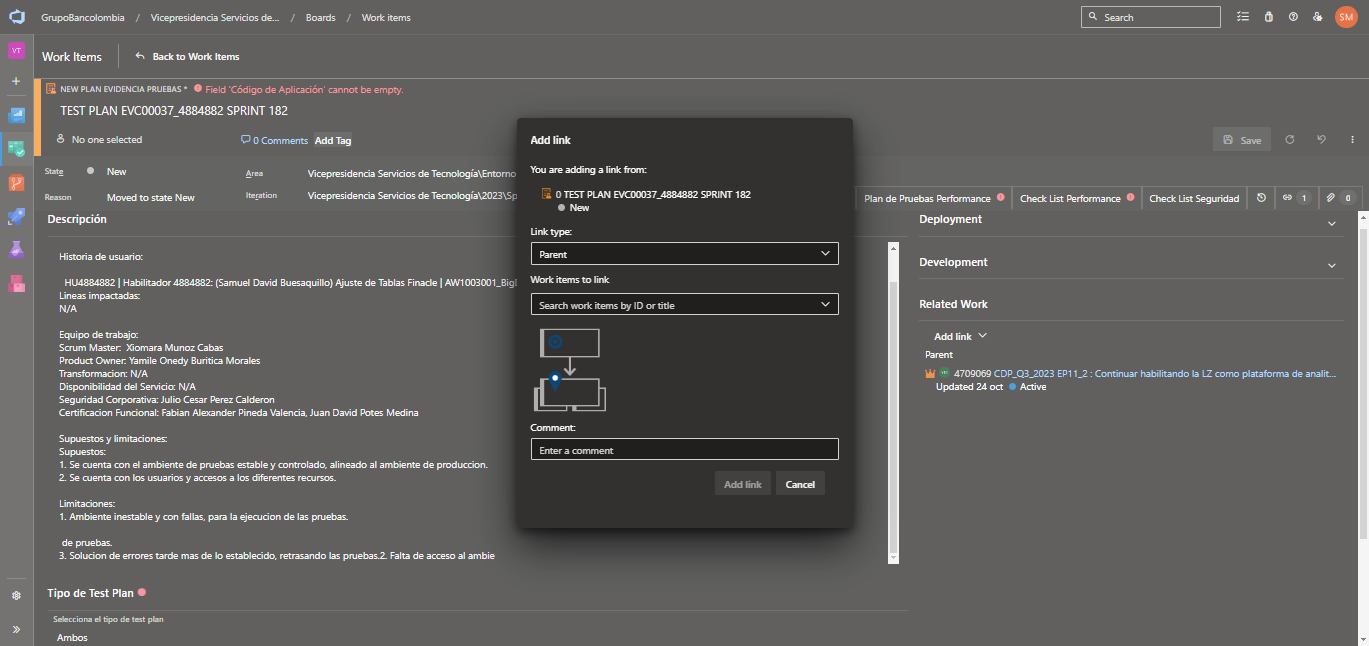 GrupoBancolombia / Vicepresidencia Servicios de... / Boards / Work items
Search
SM
VT
Work Items
Back to Work Items
NEW PLAN EVIDENCIA PRUEBAS * Field 'Código de Aplicación' cannot be empty.
TEST PLAN EVC00037_4884882 SPRINT 182
No one selected
0 Comments
Add Tag
Save
State
New
Area
Vicepresidencia Servicios de Tecnología\Entorno
Reason
Moved to state New
Iteration
Vicepresidencia Servicios de Tecnología\2023\Sp
Plan de Pruebas Performance
Check List Performance
Check List Seguridad
1
0
Descripción
Historia de usuario:
HU4884882 | Habilitador 4884882: (Samuel David Buesaquillo) Ajuste de Tablas Finacle | AW1003001_BigD
Lineas impactadas:
N/A
Equipo de trabajo:
Scrum Master: Xiomara Munoz Cabas
Product Owner: Yamile Onedy Buritica Morales
Transformacion: N/A
Disponibilidad del Servicio: N/A
Seguridad Corporativa: Julio Cesar Perez Calderon
Certificacion Funcional: Fabian Alexander Pineda Valencia, Juan David Potes Medina
Supuestos y limitaciones:
Supuestos:
1. Se cuenta con el ambiente de pruebas estable y controlado, alineado al ambiente de produccion.
2. Se cuenta con los usuarios y accesos a los diferentes recursos.
Limitaciones:
1. Ambiente inestable y con fallas, para la ejecucion de las pruebas.
de pruebas.
3. Solucion de errores tarde mas de lo establecido, retrasando las pruebas.2. Falta de acceso al ambie
Tipo de Test Plan
Selecciona el tipo de test plan
Ambos
Add link
You are adding a link from:
0 TEST PLAN EVC00037_4884882 SPRINT 182
New
Link type:
Parent
Work items to link
Search work items by ID or title
Comment:
Enter a comment
Add link
Cancel
Deployment
Development
Related Work
Add link
Parent
4709069 CDP_Q3_2023 EP11_2 : Continuar habilitando la LZ como plataforma de analit...
Updated 24 oct
Active